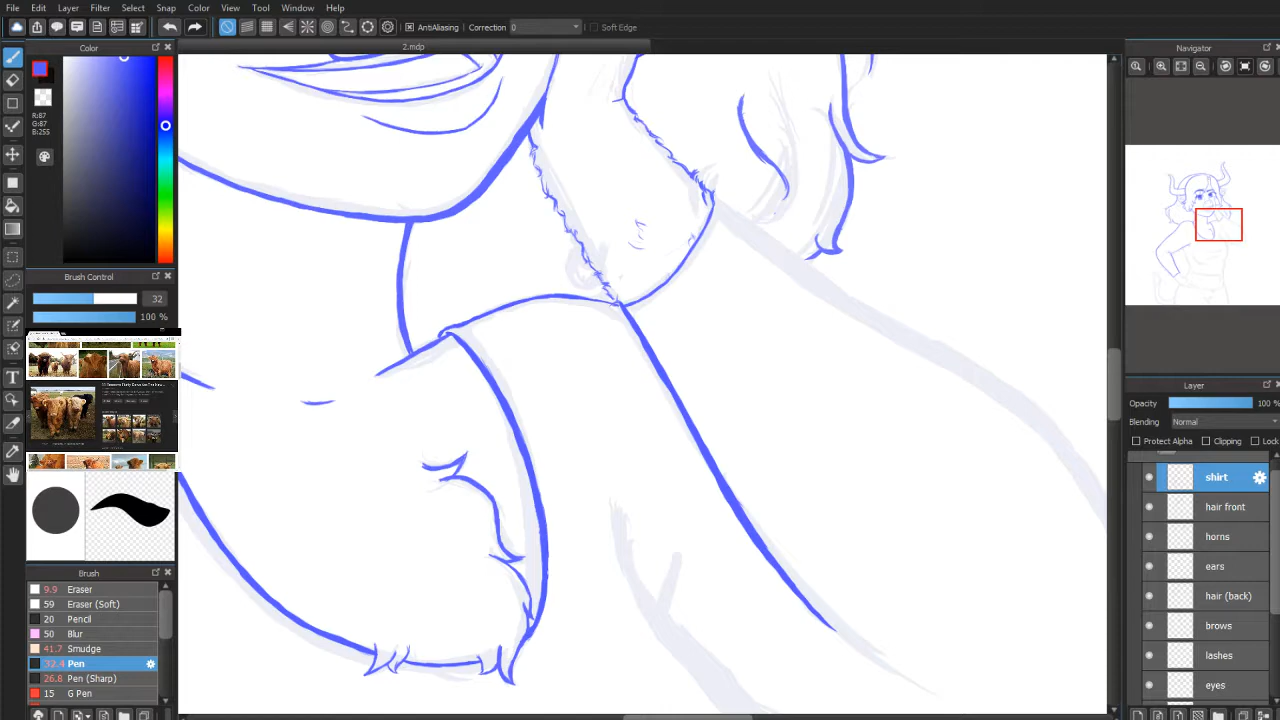 File Edit Layer Filter Select Snap Color View Tool Window Help
AntiAliasing Correction 0 Soft Edge
2.mdp
Color
R:87
G:87
B:255
Brush Control
32
100 %
Brush
9.9 Eraser
59 Eraser (Soft)
20 Pencil
50 Blur
41.7 Smudge
32.4 Pen
26.8 Pen (Sharp)
15 G Pen
Navigator
Layer
Opacity 100 %
Blending Normal
Protect Alpha Clipping Loc
shirt
hair front
horns
ears
hair (back)
brows
lashes
eyes